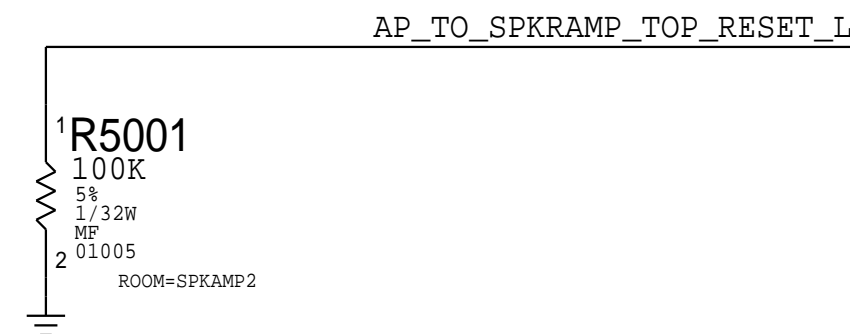 AP_TO_SPKRAMP_TOP_RESET_L
1
R5001
100K
5%
1/32W
MF
01005
2
ROOM=SPKAMP2